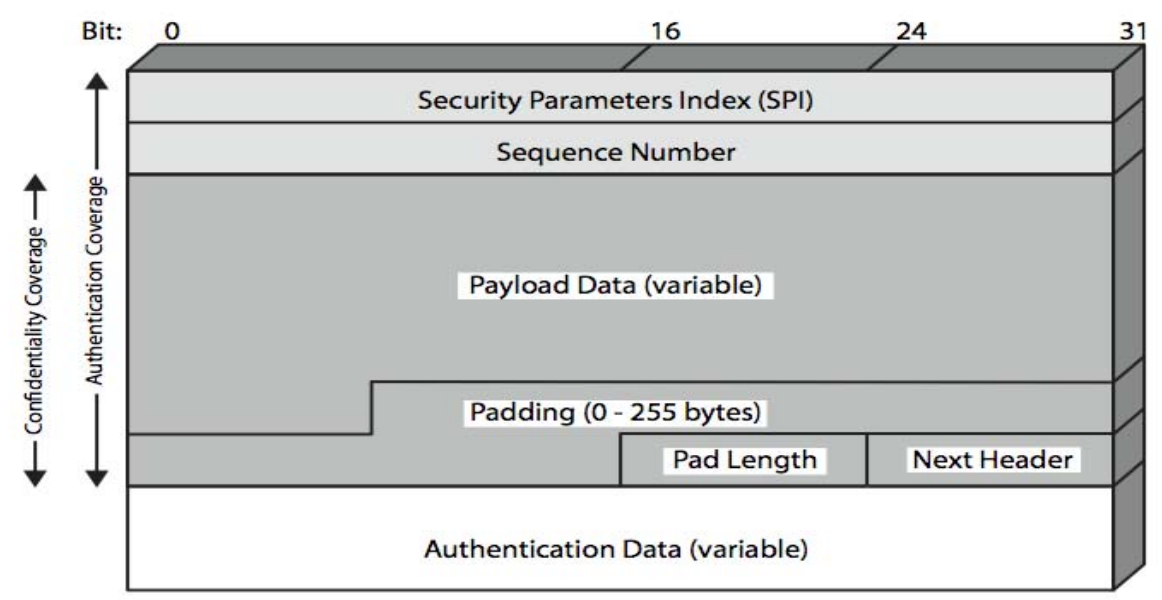 Bit: 0 16 24 31
Security Parameters Index (SPI)
Sequence Number
Confidentiality Coverage
Authentication Coverage
Payload Data (variable)
Padding (0 - 255 bytes)
Pad Length Next Header
Authentication Data (variable)